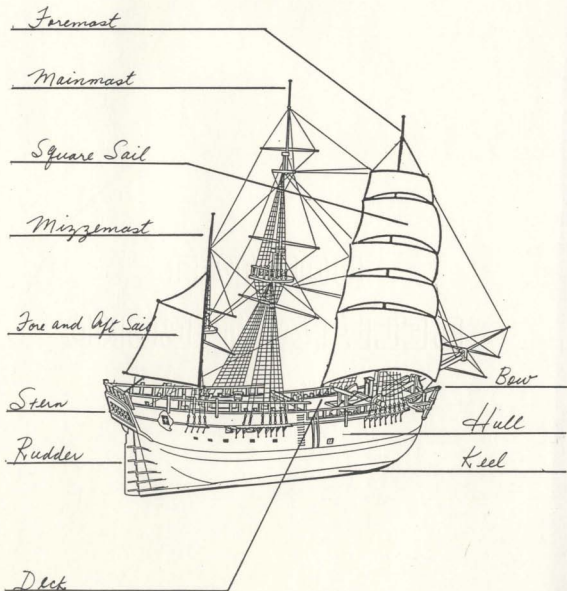 Foremast
Mainmast
Square Sail
Mizzemast
Fore and Aft Sail
Stern
Rudder
Deck
Bow
Hull
Keel